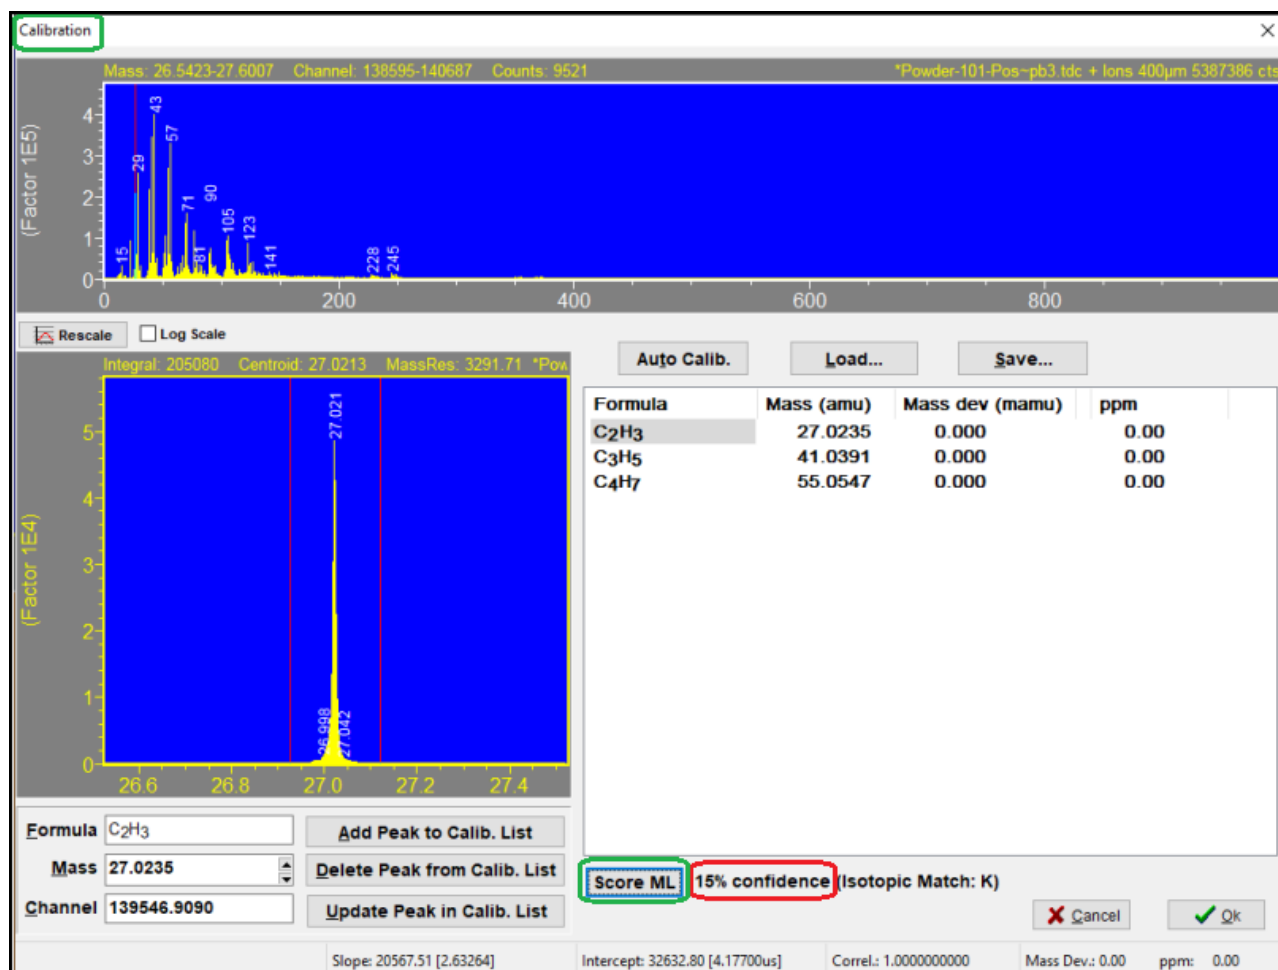 Calibration
Mass: 26.5423-27.6007 Channel: 138595-140687 Counts: 9521 *Powder-101-Pos~pb3.tdc + Ions 400µm 5387386 cts
(Factor 1E5)
4
3
2
1
0
15
29
43
57
71
81
90
105
123
141
228
245
0 200 400 600 800
Rescale Log Scale
Integral: 205080 Centroid: 27.0213 MassRes: 3291.71 *Pow
(Factor 1E4)
5
4
3
2
1
0
27.021
26.998
27.042
26.6 26.8 27.0 27.2 27.4
Auto Calib. Load... Save...
Formula Mass (amu) Mass dev (mamu) ppm
C₂H₃ 27.0235 0.000 0.00
C₃H₅ 41.0391 0.000 0.00
C₄H₇ 55.0547 0.000 0.00
Formula C₂H₃ Add Peak to Calib. List
Mass 27.0235 Delete Peak from Calib. List
Channel 139546.9090 Update Peak in Calib. List
Score ML 15% confidence (Isotopic Match: K)
Cancel Ok
Slope: 20567.51 [2.63264] Intercept: 32632.80 [4.17700us] Correl.: 1.0000000000 Mass Dev.: 0.00 ppm: 0.00